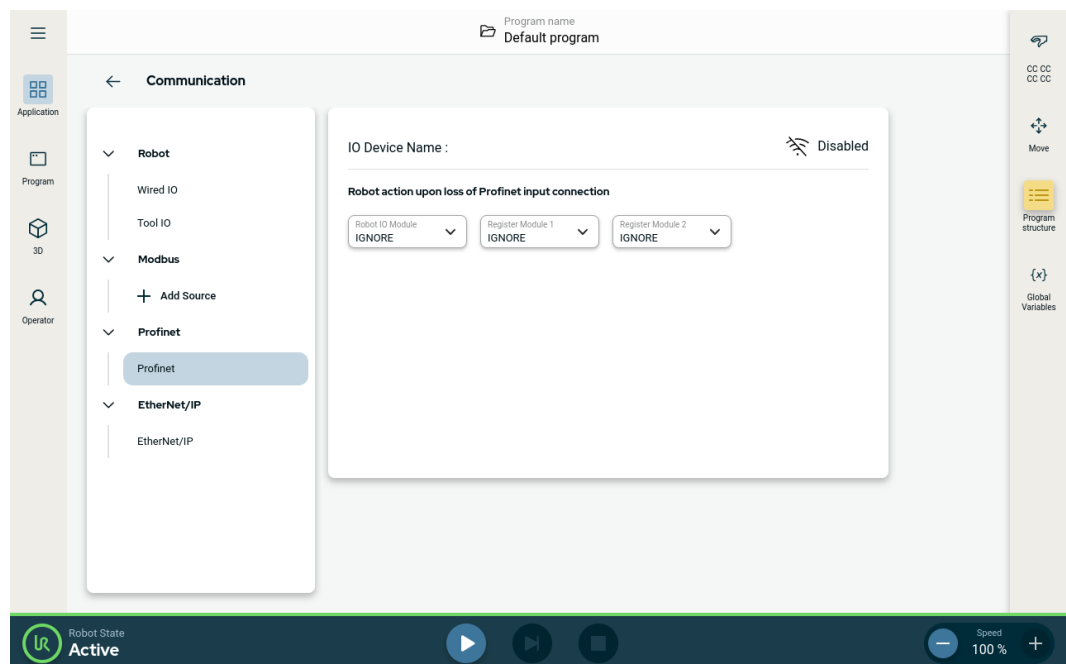 Program name
Default program
Application
Program
3D
Operator
Communication
Robot
Wired IO
Tool IO
Modbus
Add Source
Profinet
Profinet
EtherNet/IP
EtherNet/IP
IO Device Name :
Disabled
Robot action upon loss of Profinet input connection
Robot IO Module
IGNORE
Register Module 1
IGNORE
Register Module 2
IGNORE
CC CC
CC CC
Move
Program
structure
{x}
Global
Variables
UR
Robot State
Active
Speed
100 %